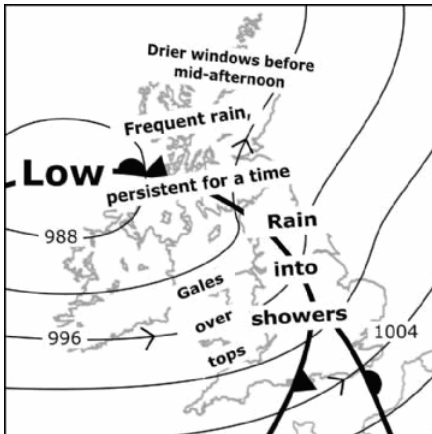 Drier windows before
mid-afternoon
Frequent rain,
Low
persistent for a time
Rain
988
into
Gales
over
showers
996
1004
tops